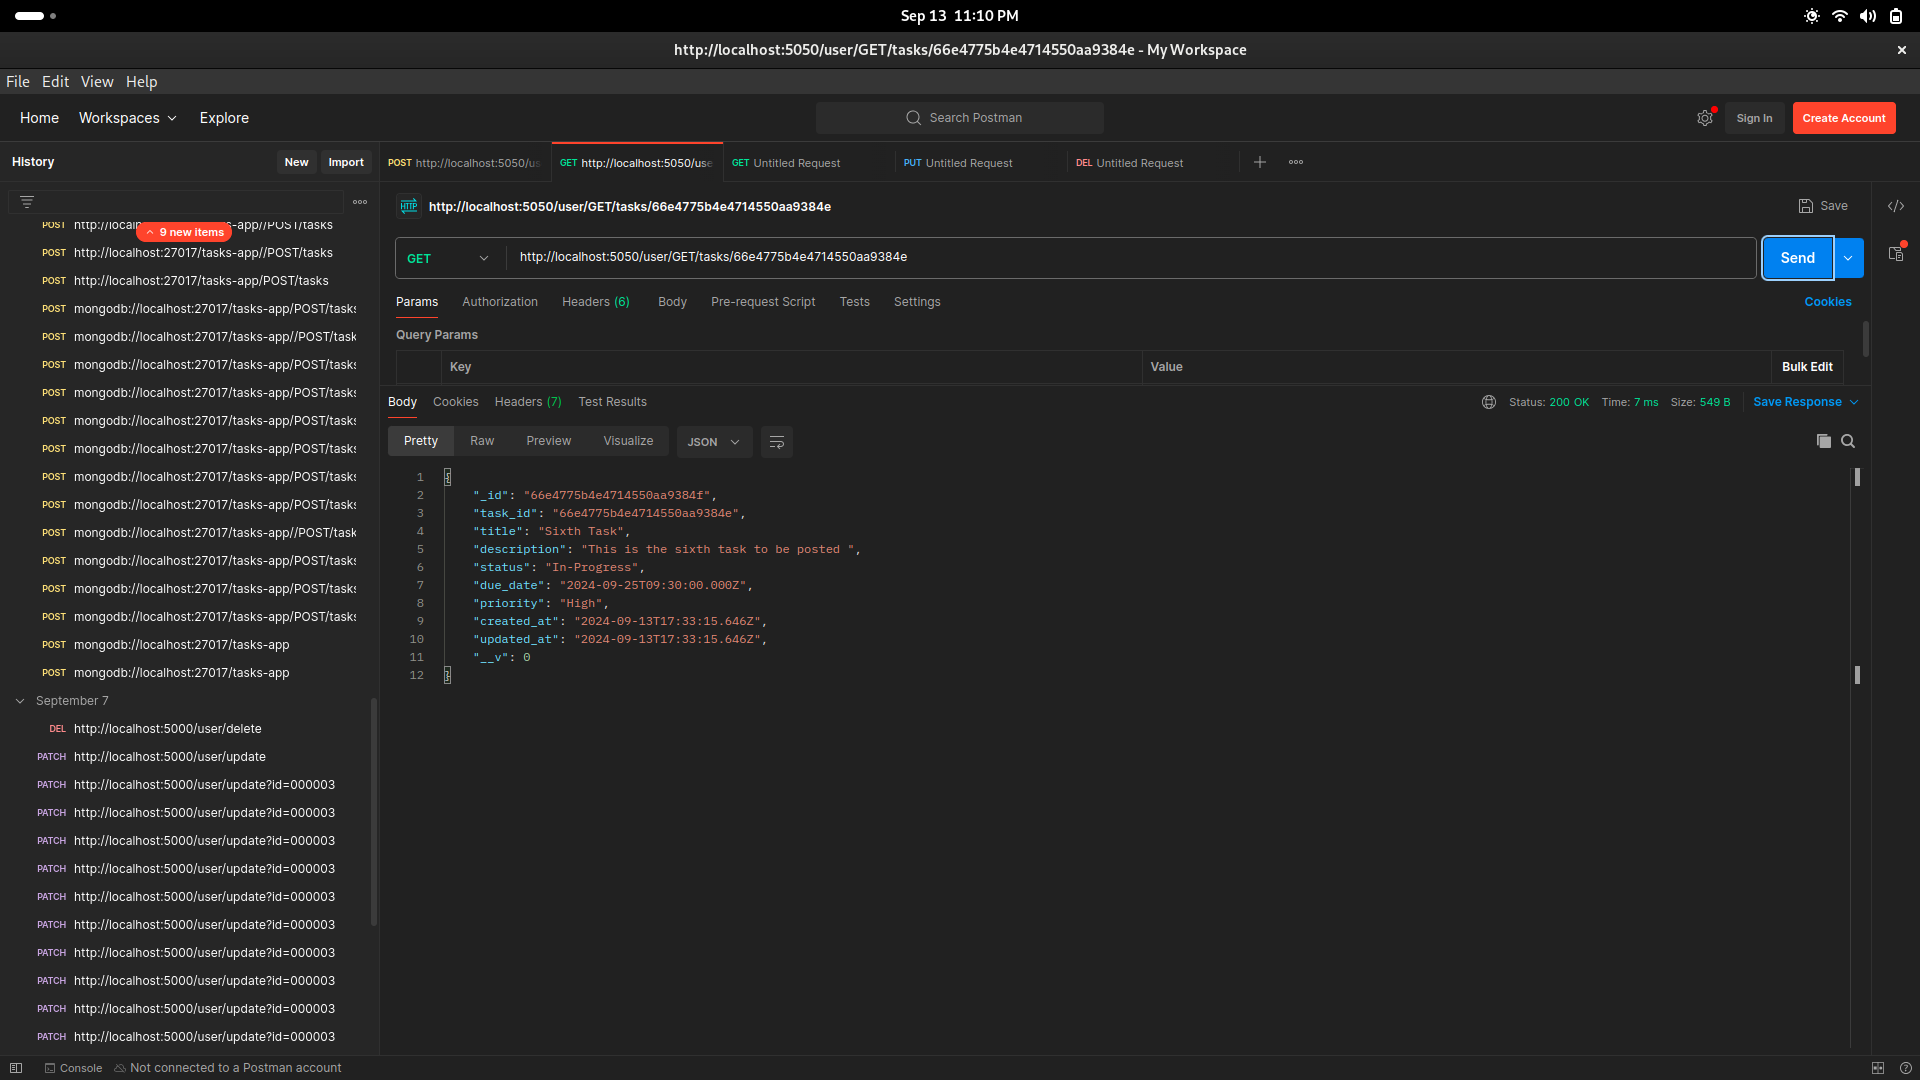 Sep 13 11:10 PM
http://localhost:5050/user/GET/tasks/66e4775b4e4714550aa9384e - My Workspace
File Edit View Help
Home Workspaces Explore
Search Postman
Sign In
Create Account
History
New
Import
POST http://localhost:5050/us
GET http://localhost:5050/use
GET Untitled Request
PUT Untitled Request
DEL Untitled Request
POST http://local s-app//POST/tasks
9 new items
POST http://localhost:27017/tasks-app//POST/tasks
POST http://localhost:27017/tasks-app/POST/tasks
POST mongodb://localhost:27017/tasks-app/POST/tasks
POST mongodb://localhost:27017/tasks-app//POST/task
POST mongodb://localhost:27017/tasks-app/POST/tasks
POST mongodb://localhost:27017/tasks-app/POST/tasks
POST mongodb://localhost:27017/tasks-app/POST/tasks
POST mongodb://localhost:27017/tasks-app/POST/tasks
POST mongodb://localhost:27017/tasks-app/POST/tasks
POST mongodb://localhost:27017/tasks-app/POST/tasks
POST mongodb://localhost:27017/tasks-app//POST/task
POST mongodb://localhost:27017/tasks-app/POST/tasks
POST mongodb://localhost:27017/tasks-app/POST/tasks
POST mongodb://localhost:27017/tasks-app/POST/tasks
POST mongodb://localhost:27017/tasks-app
POST mongodb://localhost:27017/tasks-app
September 7
DEL http://localhost:5000/user/delete
PATCH http://localhost:5000/user/update
PATCH http://localhost:5000/user/update?id=000003
PATCH http://localhost:5000/user/update?id=000003
PATCH http://localhost:5000/user/update?id=000003
PATCH http://localhost:5000/user/update?id=000003
PATCH http://localhost:5000/user/update?id=000003
PATCH http://localhost:5000/user/update?id=000003
PATCH http://localhost:5000/user/update?id=000003
PATCH http://localhost:5000/user/update?id=000003
PATCH http://localhost:5000/user/update?id=000003
PATCH http://localhost:5000/user/update?id=000003
HTTP http://localhost:5050/user/GET/tasks/66e4775b4e4714550aa9384e
Save
GET http://localhost:5050/user/GET/tasks/66e4775b4e4714550aa9384e
Send
Params Authorization Headers (6) Body Pre-request Script Tests Settings
Cookies
Query Params
Key Value Bulk Edit
Body Cookies Headers (7) Test Results
Status: 200 OK Time: 7 ms Size: 549 B
Save Response
Pretty Raw Preview Visualize JSON
1 {
2 "_id": "66e4775b4e4714550aa9384f",
3 "task_id": "66e4775b4e4714550aa9384e",
4 "title": "Sixth Task",
5 "description": "This is the sixth task to be posted ",
6 "status": "In-Progress",
7 "due_date": "2024-09-25T09:30:00.000Z",
8 "priority": "High",
9 "created_at": "2024-09-13T17:33:15.646Z",
10 "updated_at": "2024-09-13T17:33:15.646Z",
11 "__v": 0
12 }
Console Not connected to a Postman account